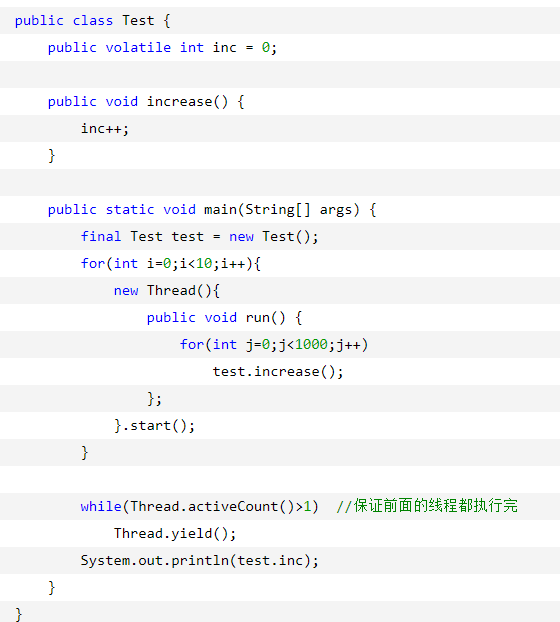 public class Test {
    public volatile int inc = 0;

    public void increase() {
        inc++;
    }

    public static void main(String[] args) {
        final Test test = new Test();
        for(int i=0;i<10;i++){
            new Thread(){
                public void run() {
                    for(int j=0;j<1000;j++)
                        test.increase();
                };
            }.start();
        }

        while(Thread.activeCount()>1)  //保证前面的线程都执行完
            Thread.yield();
        System.out.println(test.inc);
    }
}